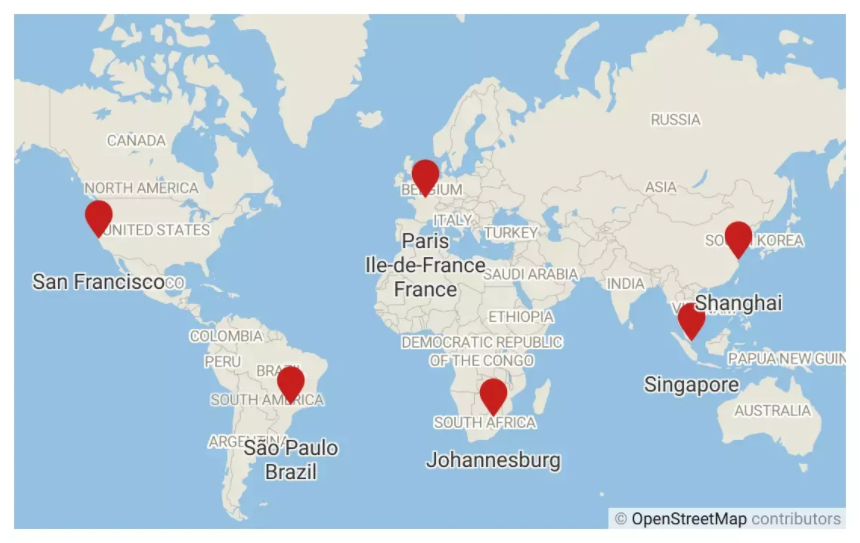 RUSSIA
CANADA
ASIA
NORTH AMERICA
BELGIUM
ITALY
UNITED STATES
TURKEY
SOUTH KOREA
Paris
Ile-de-France
France
SAUDI ARABIA
INDIA
San Francisco
CO
Shanghai
ETHIOPIA
COLOMBIA
DEMOCRATIC REPUBLIC
OF THE CONGO
PERU
PAPUA NEW GUIN
BRAZIL
Singapore
SOUTH AMERICA
AUSTRALIA
SOUTH AFRICA
ARGENTINA
São Paulo
Brazil
Johannesburg
© OpenStreetMap contributors